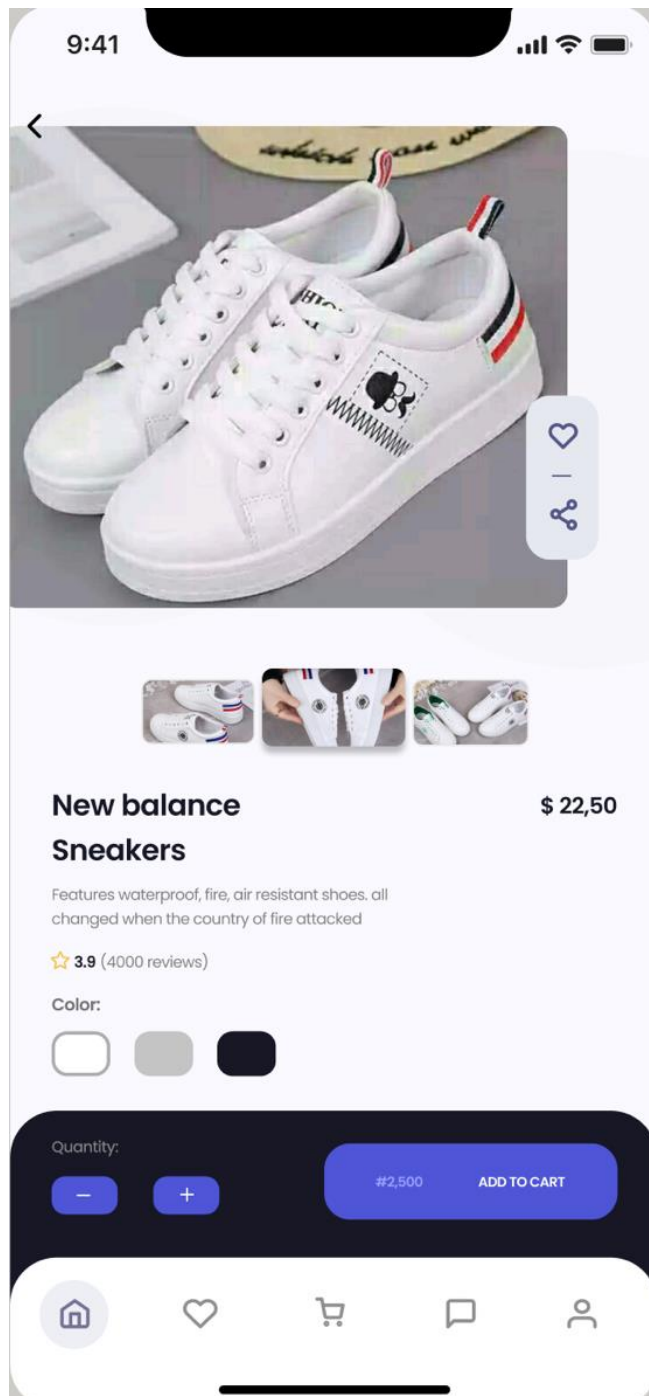 9:41
New balance
$ 22,50
Sneakers
Features waterproof, fire, air resistant shoes. all
changed when the country of fire attacked
3.9 (4000 reviews)
Color:
Quantity:
− +
#2,500 ADD TO CART